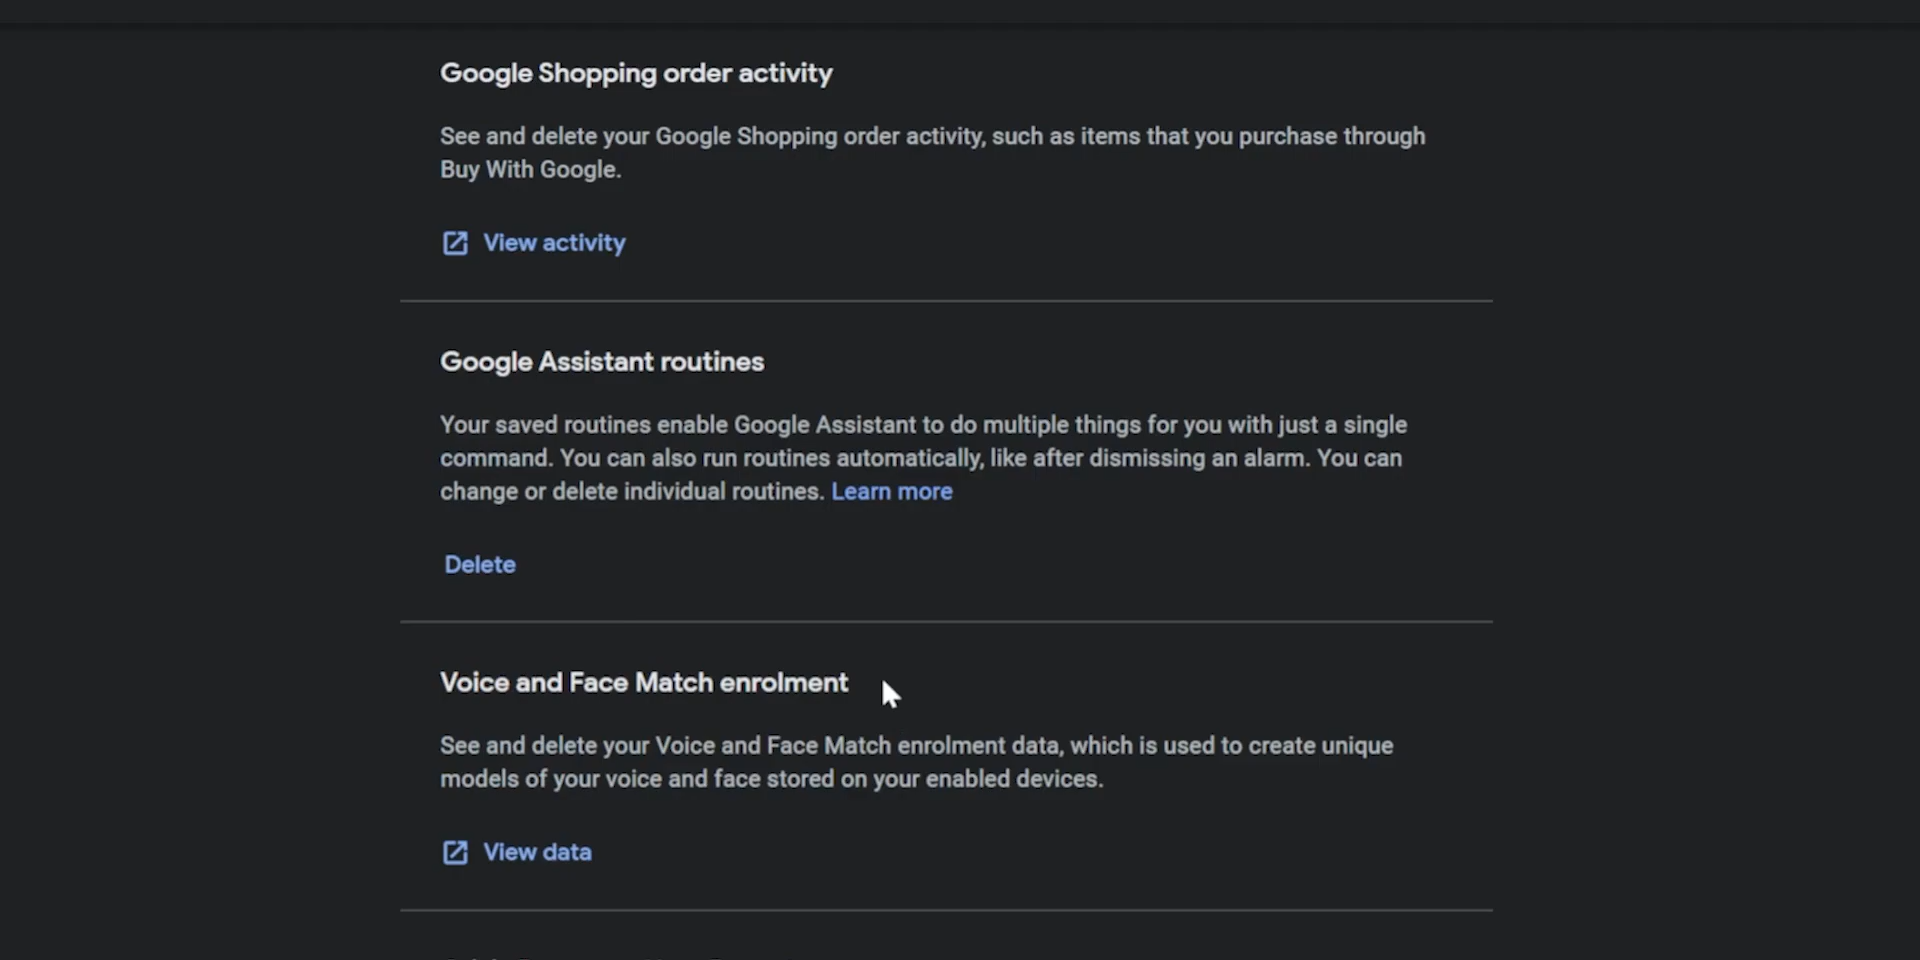 Google Shopping order activity
See and delete your Google Shopping order activity, such as items that you purchase through
Buy With Google.
View activity
Google Assistant routines
Your saved routines enable Google Assistant to do multiple things for you with just a single
command. You can also run routines automatically, like after dismissing an alarm. You can
change or delete individual routines. Learn more
Delete
Voice and Face Match enrolment
See and delete your Voice and Face Match enrolment data, which is used to create unique
models of your voice and face stored on your enabled devices.
View data